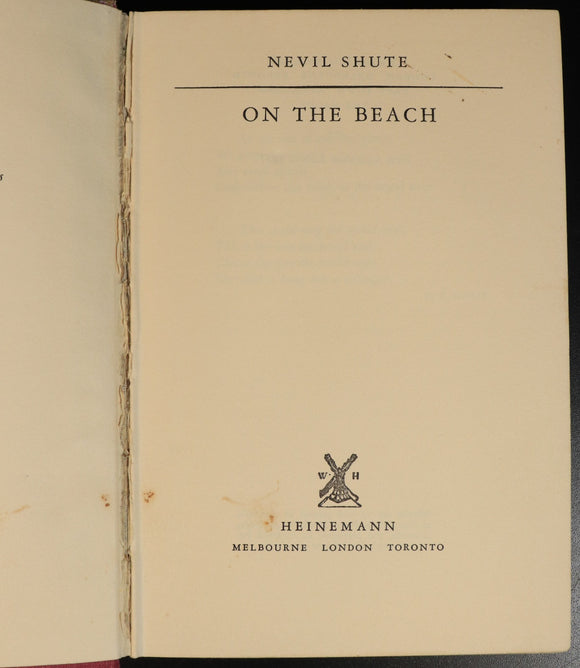 NEVIL SHUTE
ON THE BEACH
W H
HEINEMANN
MELBOURNE LONDON TORONTO